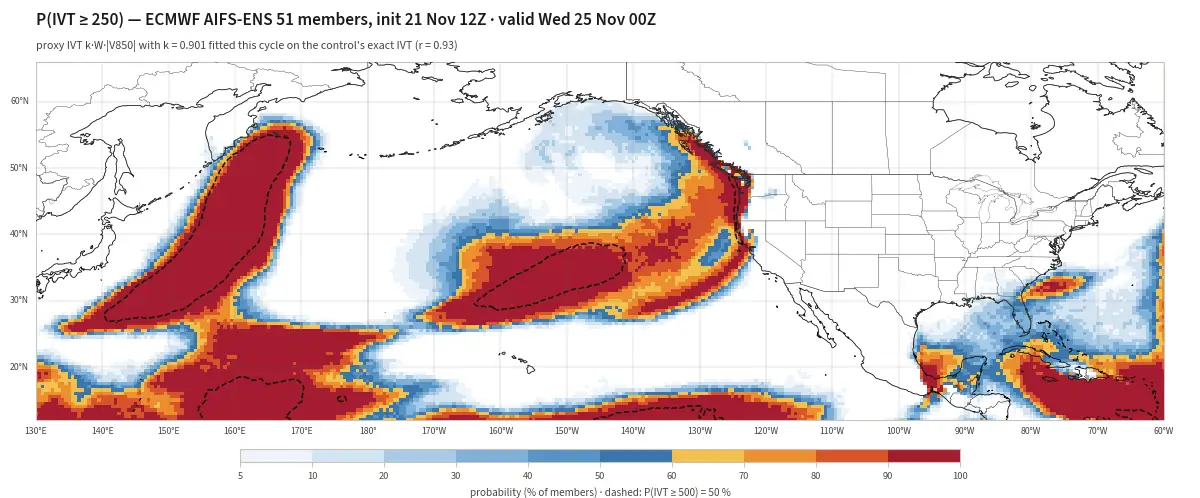 P(IVT ≥ 250) — ECMWF AIFS-ENS 51 members, init 21 Nov 12Z · valid Wed 25 Nov 00Z
proxy IVT k·W·|V850| with k = 0.901 fitted this cycle on the control's exact IVT (r = 0.93)
60°N
50°N
40°N
30°N
20°N
130°E 140°E 150°E 160°E 170°E 180° 170°W 160°W 150°W 140°W 130°W 120°W 110°W 100°W 90°W 80°W 70°W 60°W
5 10 20 30 40 50 60 70 80 90 100
probability (% of members) · dashed: P(IVT ≥ 500) = 50 %